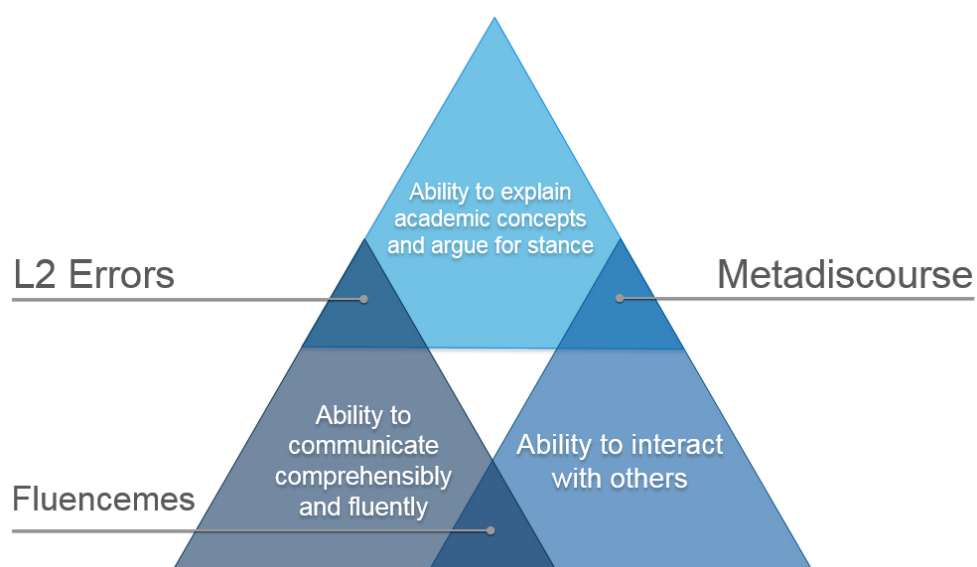 Ability to explain
academic concepts
and argue for stance
L2 Errors
Metadiscourse
Ability to
communicate
comprehensibly
and fluently
Ability to interact
with others
Fluencemes